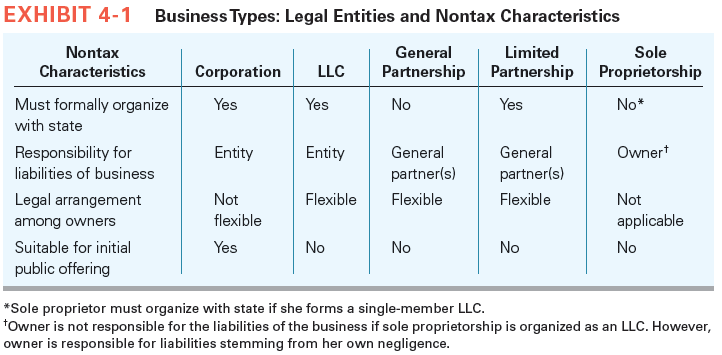 EXHIBIT 4-1 Business Types: Legal Entities and Nontax Characteristics
Nontax General Limited Sole
Characteristics Corporation LLC Partnership Partnership Proprietorship
Must formally organize Yes Yes No Yes No*
with state
Responsibility for Entity Entity General General Owner†
liabilities of business partner(s) partner(s)
Legal arrangement Not Flexible Flexible Flexible Not
among owners flexible applicable
Suitable for initial Yes No No No No
public offering
*Sole proprietor must organize with state if she forms a single-member LLC.
†Owner is not responsible for the liabilities of the business if sole proprietorship is organized as an LLC. However,
owner is responsible for liabilities stemming from her own negligence.